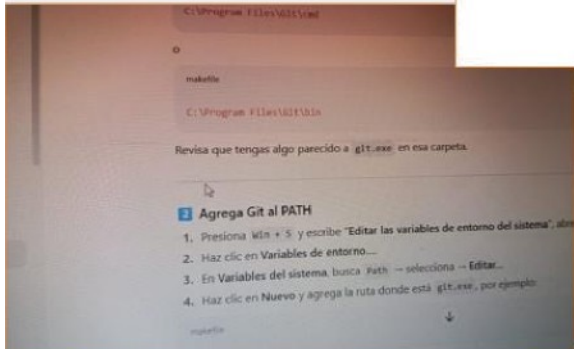 C:\Program Files\Git\cmd
o
makefile
C:\Program Files\Git\bin
Revisa que tengas algo parecido a git.exe en esa carpeta.
2 Agrega Git al PATH
1. Presiona Win + S y escribe "Editar las variables de entorno del sistema",
2. Haz clic en Variables de entorno...
3. En Variables del sistema, busca Path → selecciona → Editar...
4. Haz clic en Nuevo y agrega la ruta donde está git.exe, por ejemplo:
makefile